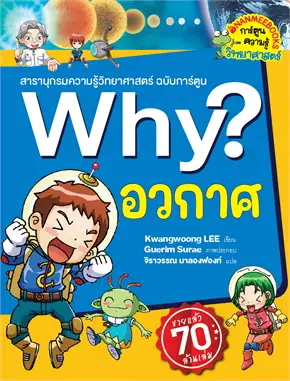 NANMEEBOOKS
การ์ตูน
ความรู้
วิทยาศาสตร์
สารานุกรมความรู้วิทยาศาสตร์ ฉบับการ์ตูน
Why?
อวกาศ
Kwangwoong LEE เขียน
Guerim Surae ภาพประกอบ
จิราวรรณ มาลองฟองท์ แปล
ขายแล้ว
70
ล้านเล่ม